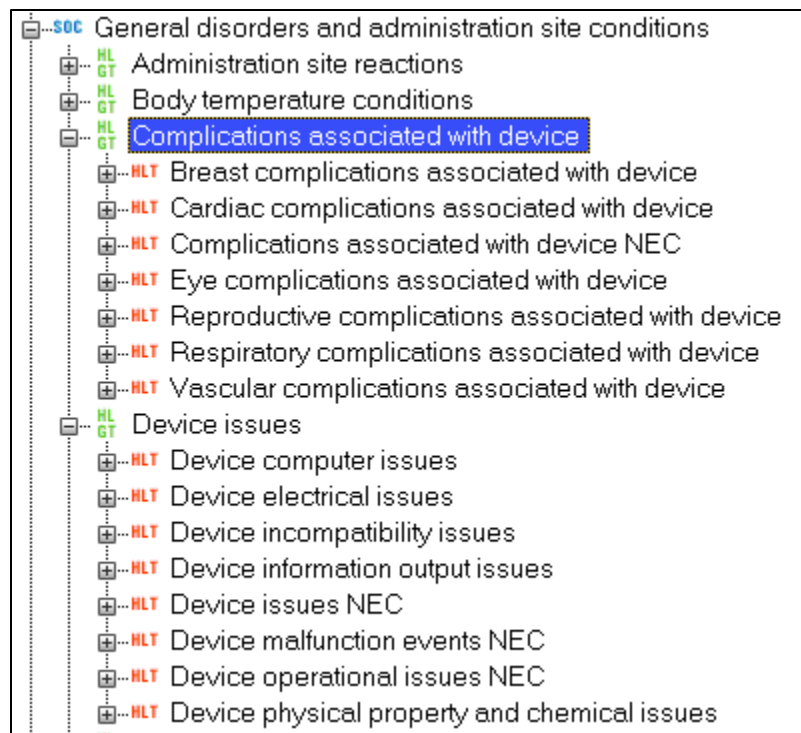 SOC General disorders and administration site conditions
HLGT Administration site reactions
HLGT Body temperature conditions
HLGT Complications associated with device
HLT Breast complications associated with device
HLT Cardiac complications associated with device
HLT Complications associated with device NEC
HLT Eye complications associated with device
HLT Reproductive complications associated with device
HLT Respiratory complications associated with device
HLT Vascular complications associated with device
HLGT Device issues
HLT Device computer issues
HLT Device electrical issues
HLT Device incompatibility issues
HLT Device information output issues
HLT Device issues NEC
HLT Device malfunction events NEC
HLT Device operational issues NEC
HLT Device physical property and chemical issues